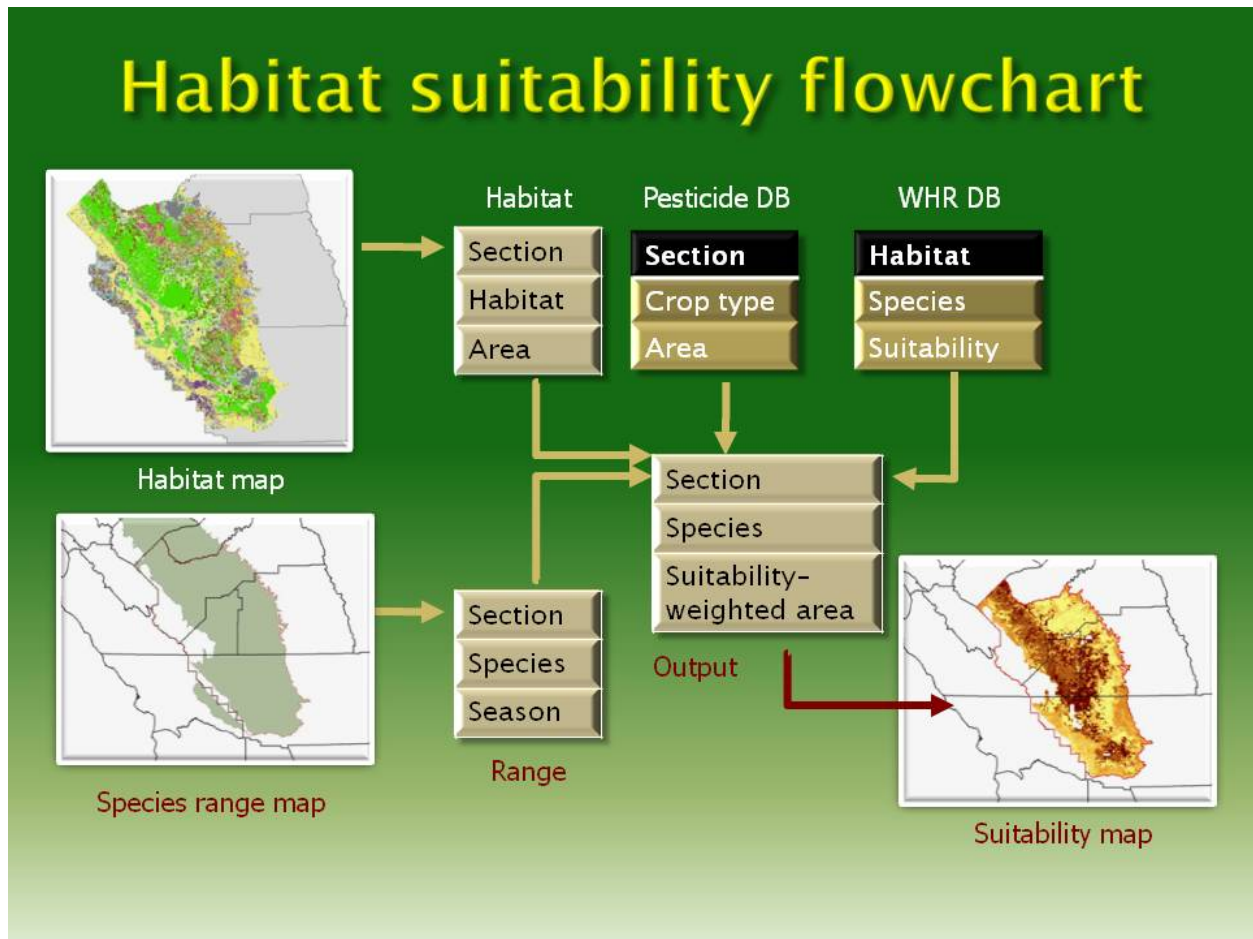 Habitat suitability flowchart
Habitat
Pesticide DB
WHR DB
Section
Habitat
Area
Section
Crop type
Area
Habitat
Species
Suitability
Habitat map
Section
Species
Suitability-
weighted area
Output
Section
Species
Season
Range
Species range map
Suitability map